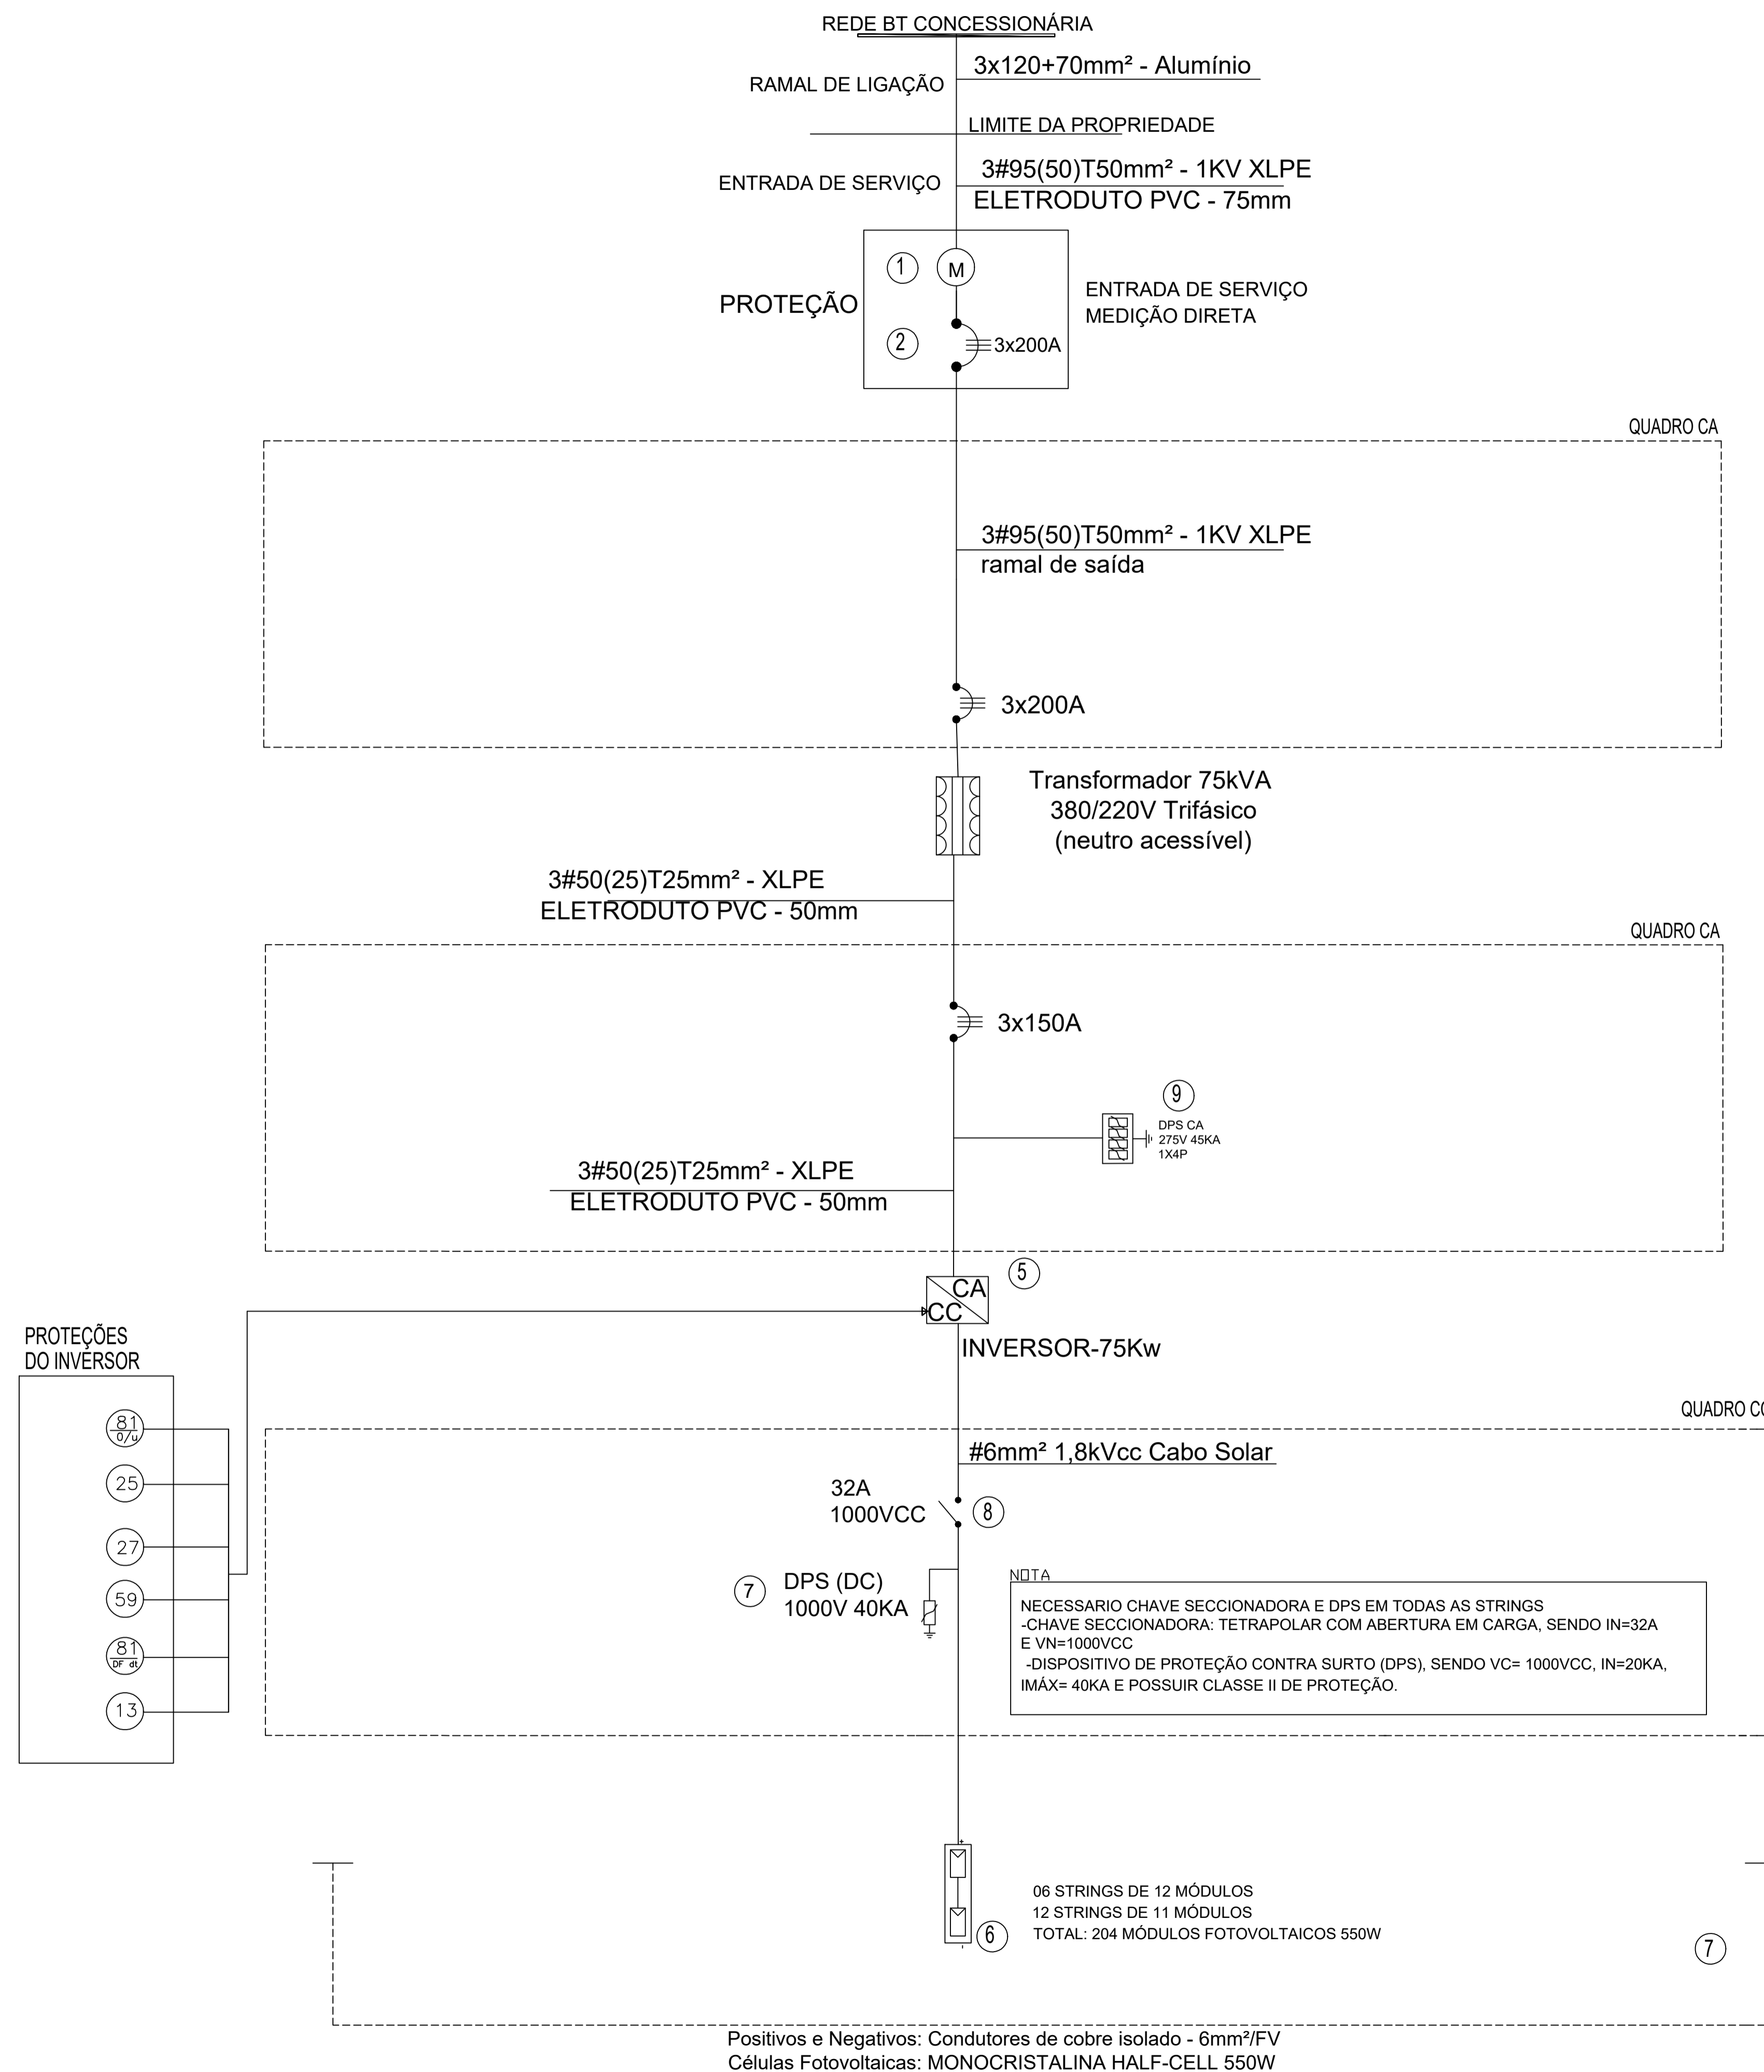 REDE BT CONCESSIONÁRIA
3x120+70mm² - Alumínio
RAMAL DE LIGAÇÃO
LIMITE DA PROPRIEDADE
3#95(50)T50mm² - 1KV XLPE
ENTRADA DE SERVIÇO
ELETRODUTO PVC - 75mm
1
M
PROTEÇÃO
ENTRADA DE SERVIÇO
MEDIÇÃO DIRETA
2
3x200A
QUADRO CA
3#95(50)T50mm² - 1KV XLPE
ramal de saída
3x200A
Transformador 75kVA
380/220V Trifásico
(neutro acessível)
3#50(25)T25mm² - XLPE
ELETRODUTO PVC - 50mm
QUADRO CA
3x150A
9
DPS CA
275V 45KA
1X4P
3#50(25)T25mm² - XLPE
ELETRODUTO PVC - 50mm
5
CA
CC
INVERSOR-75Kw
PROTEÇÕES
DO INVERSOR
81
O/u
25
27
59
81
DF dt
13
QUADRO CC
#6mm² 1,8kVcc Cabo Solar
32A
1000VCC
8
7
DPS (DC)
1000V 40KA
NOTA
NECESSARIO CHAVE SECCIONADORA E DPS EM TODAS AS STRINGS
-CHAVE SECCIONADORA: TETRAPOLAR COM ABERTURA EM CARGA, SENDO IN=32A
E VN=1000VCC
-DISPOSITIVO DE PROTEÇÃO CONTRA SURTO (DPS), SENDO VC= 1000VCC, IN=20KA,
IMÁX= 40KA E POSSUIR CLASSE II DE PROTEÇÃO.
+
06 STRINGS DE 12 MÓDULOS
12 STRINGS DE 11 MÓDULOS
TOTAL: 204 MÓDULOS FOTOVOLTAICOS 550W
6
-
7
Positivos e Negativos: Condutores de cobre isolado - 6mm²/FV
Células Fotovoltaicas: MONOCRISTALINA HALF-CELL 550W